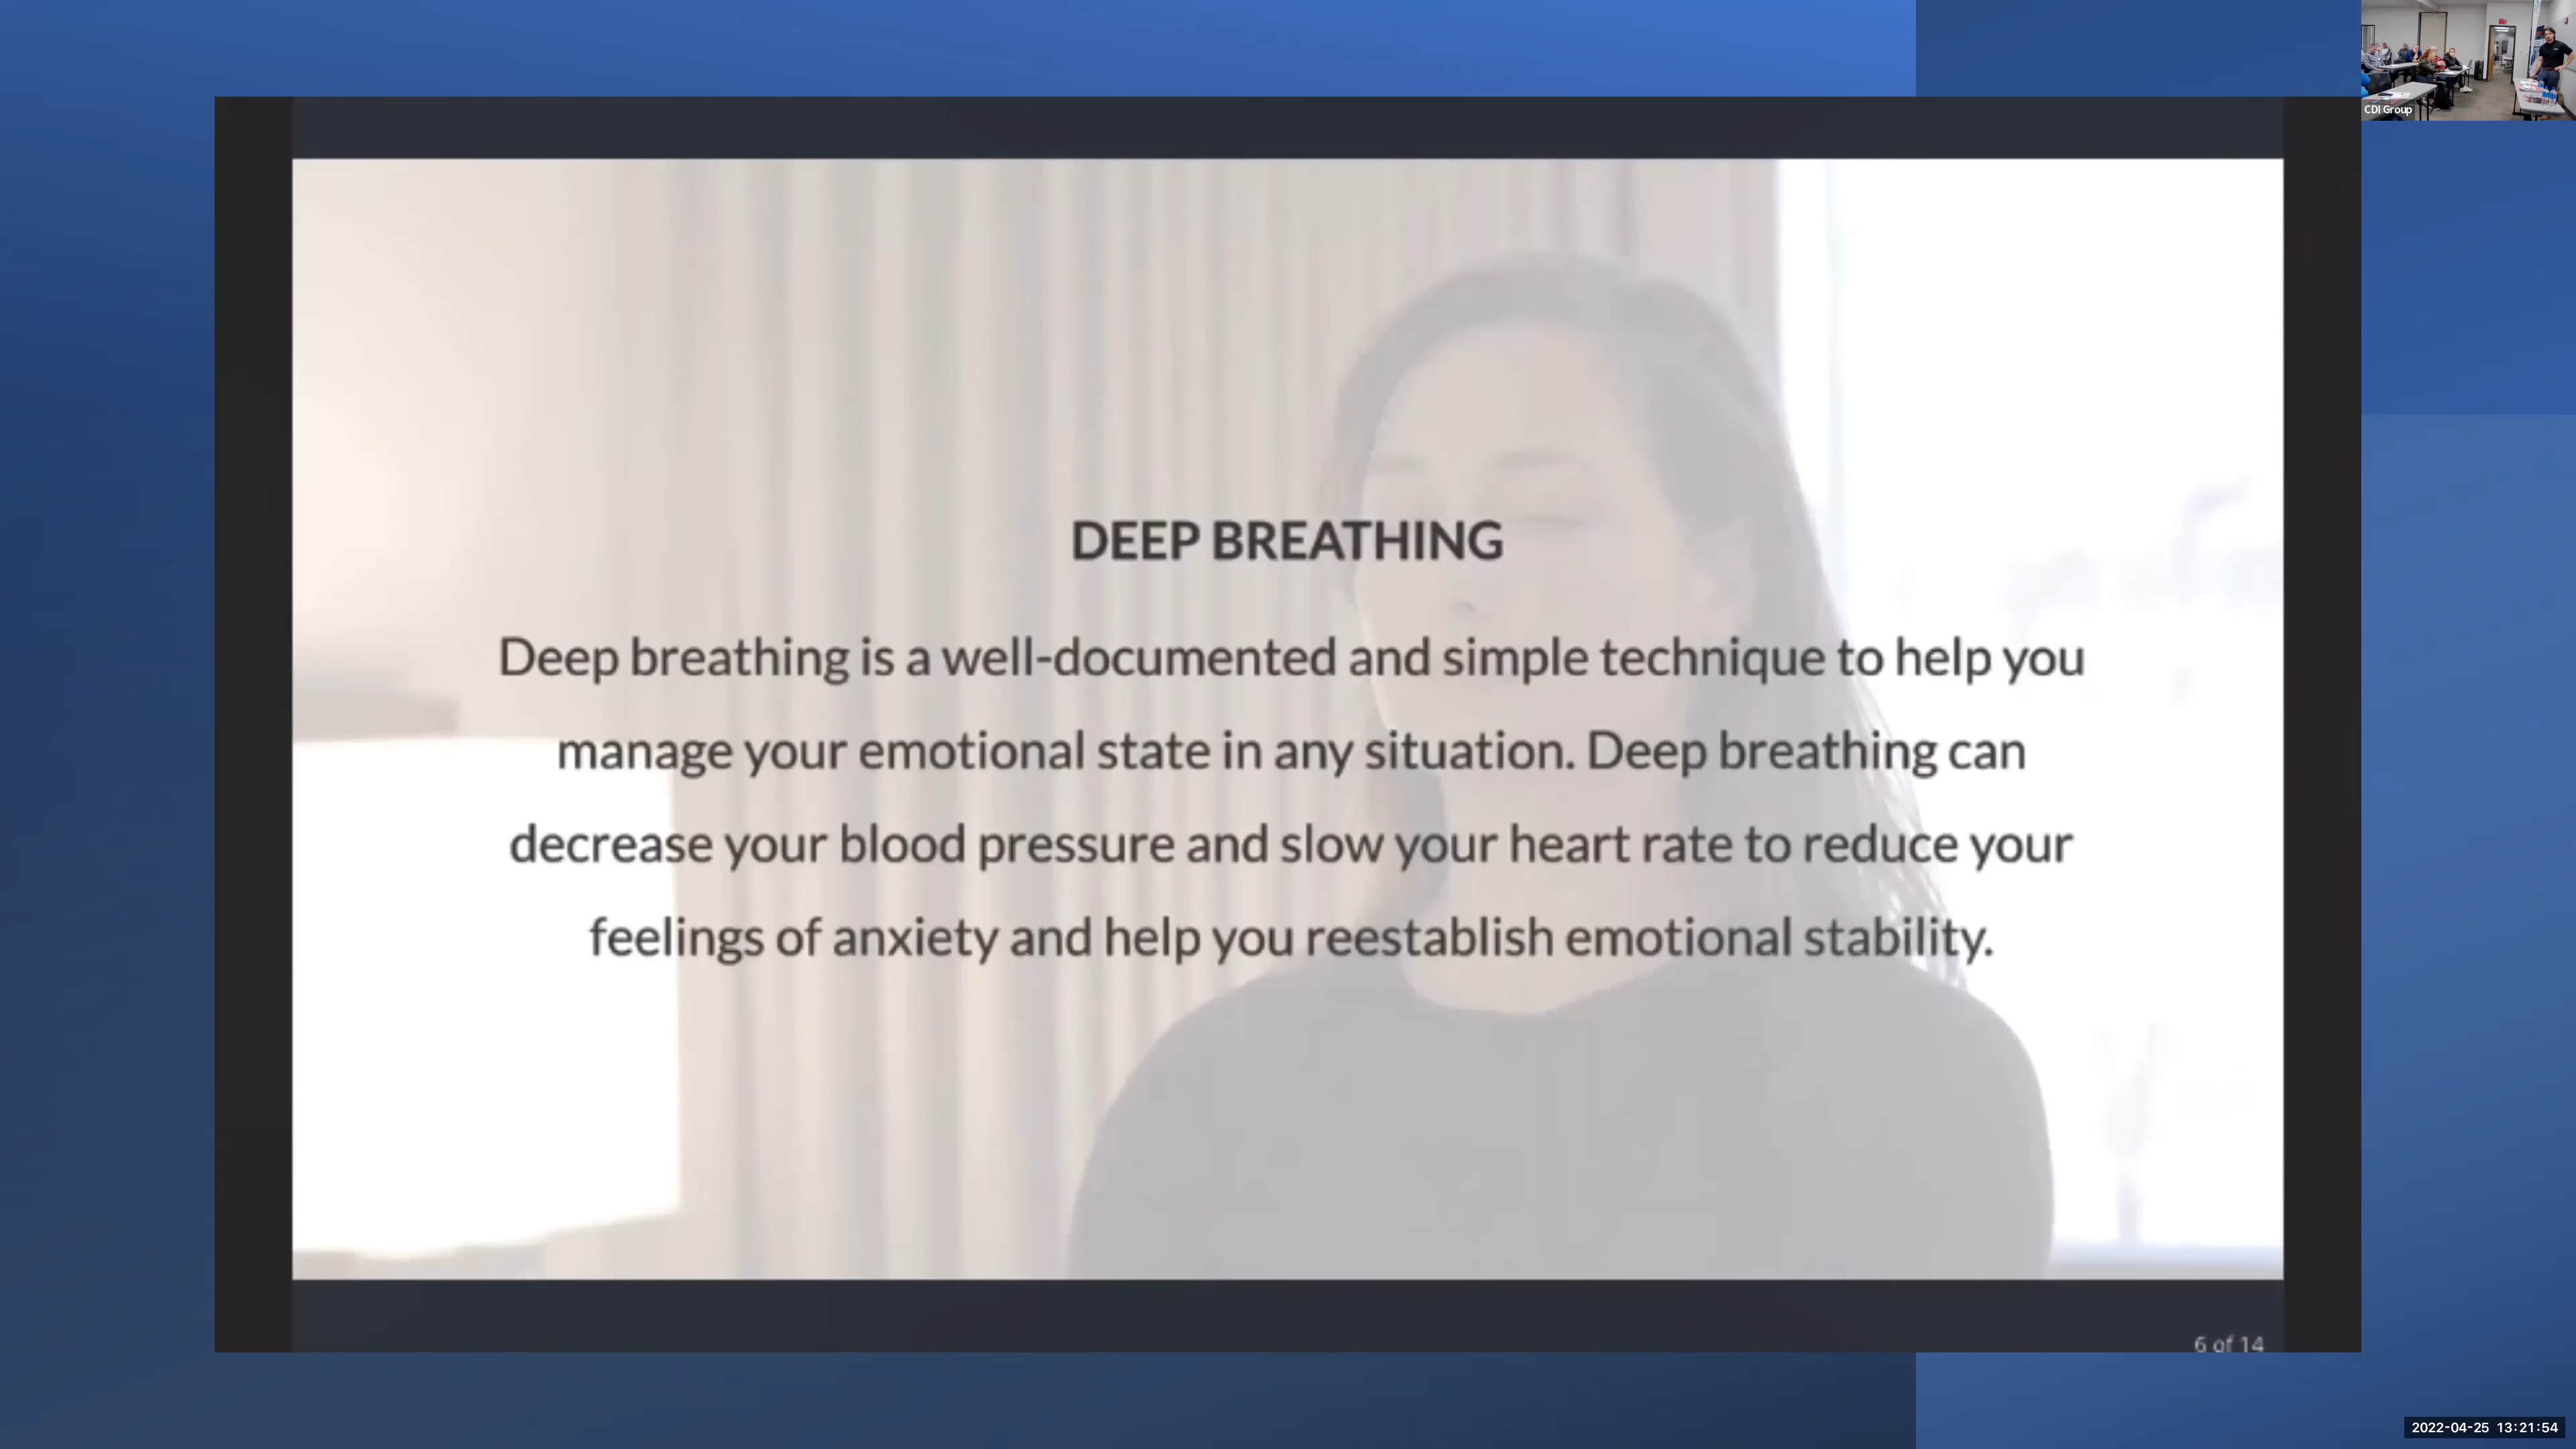 CDI Group
DEEP BREATHING
Deep breathing is a well-documented and simple technique to help you
manage your emotional state in any situation. Deep breathing can
decrease your blood pressure and slow your heart rate to reduce your
feelings of anxiety and help you reestablish emotional stability.
6 of 14
2022-04-25 13:21:54